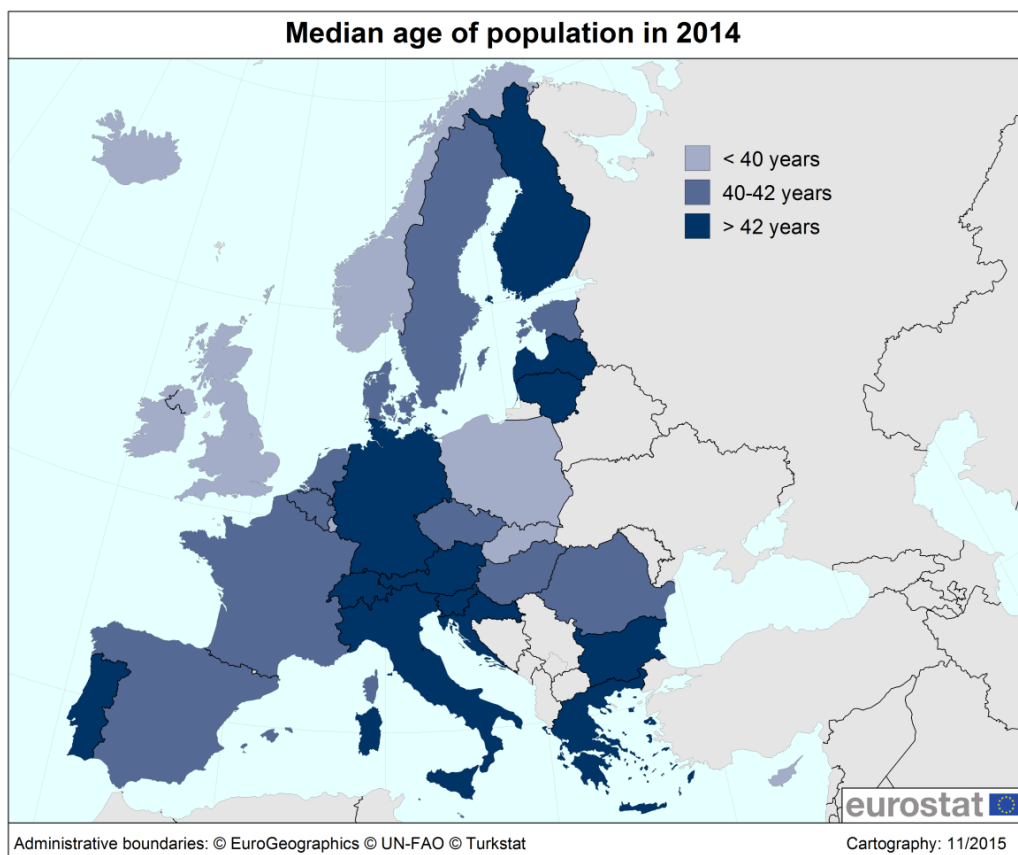 Median age of population in 2014
< 40 years
40-42 years
> 42 years
eurostat
Administrative boundaries: © EuroGeographics © UN-FAO © Turkstat
Cartography: 11/2015